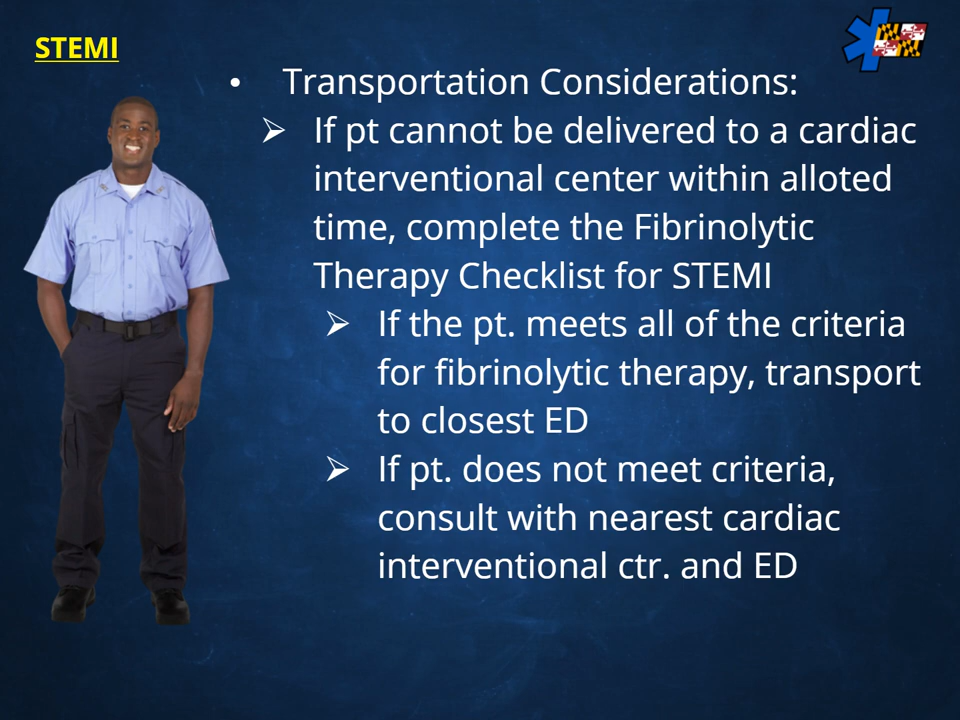 STEMI
• Transportation Considerations:
➢ If pt cannot be delivered to a cardiac
interventional center within alloted
time, complete the Fibrinolytic
Therapy Checklist for STEMI
➢ If the pt. meets all of the criteria
for fibrinolytic therapy, transport
to closest ED
➢ If pt. does not meet criteria,
consult with nearest cardiac
interventional ctr. and ED